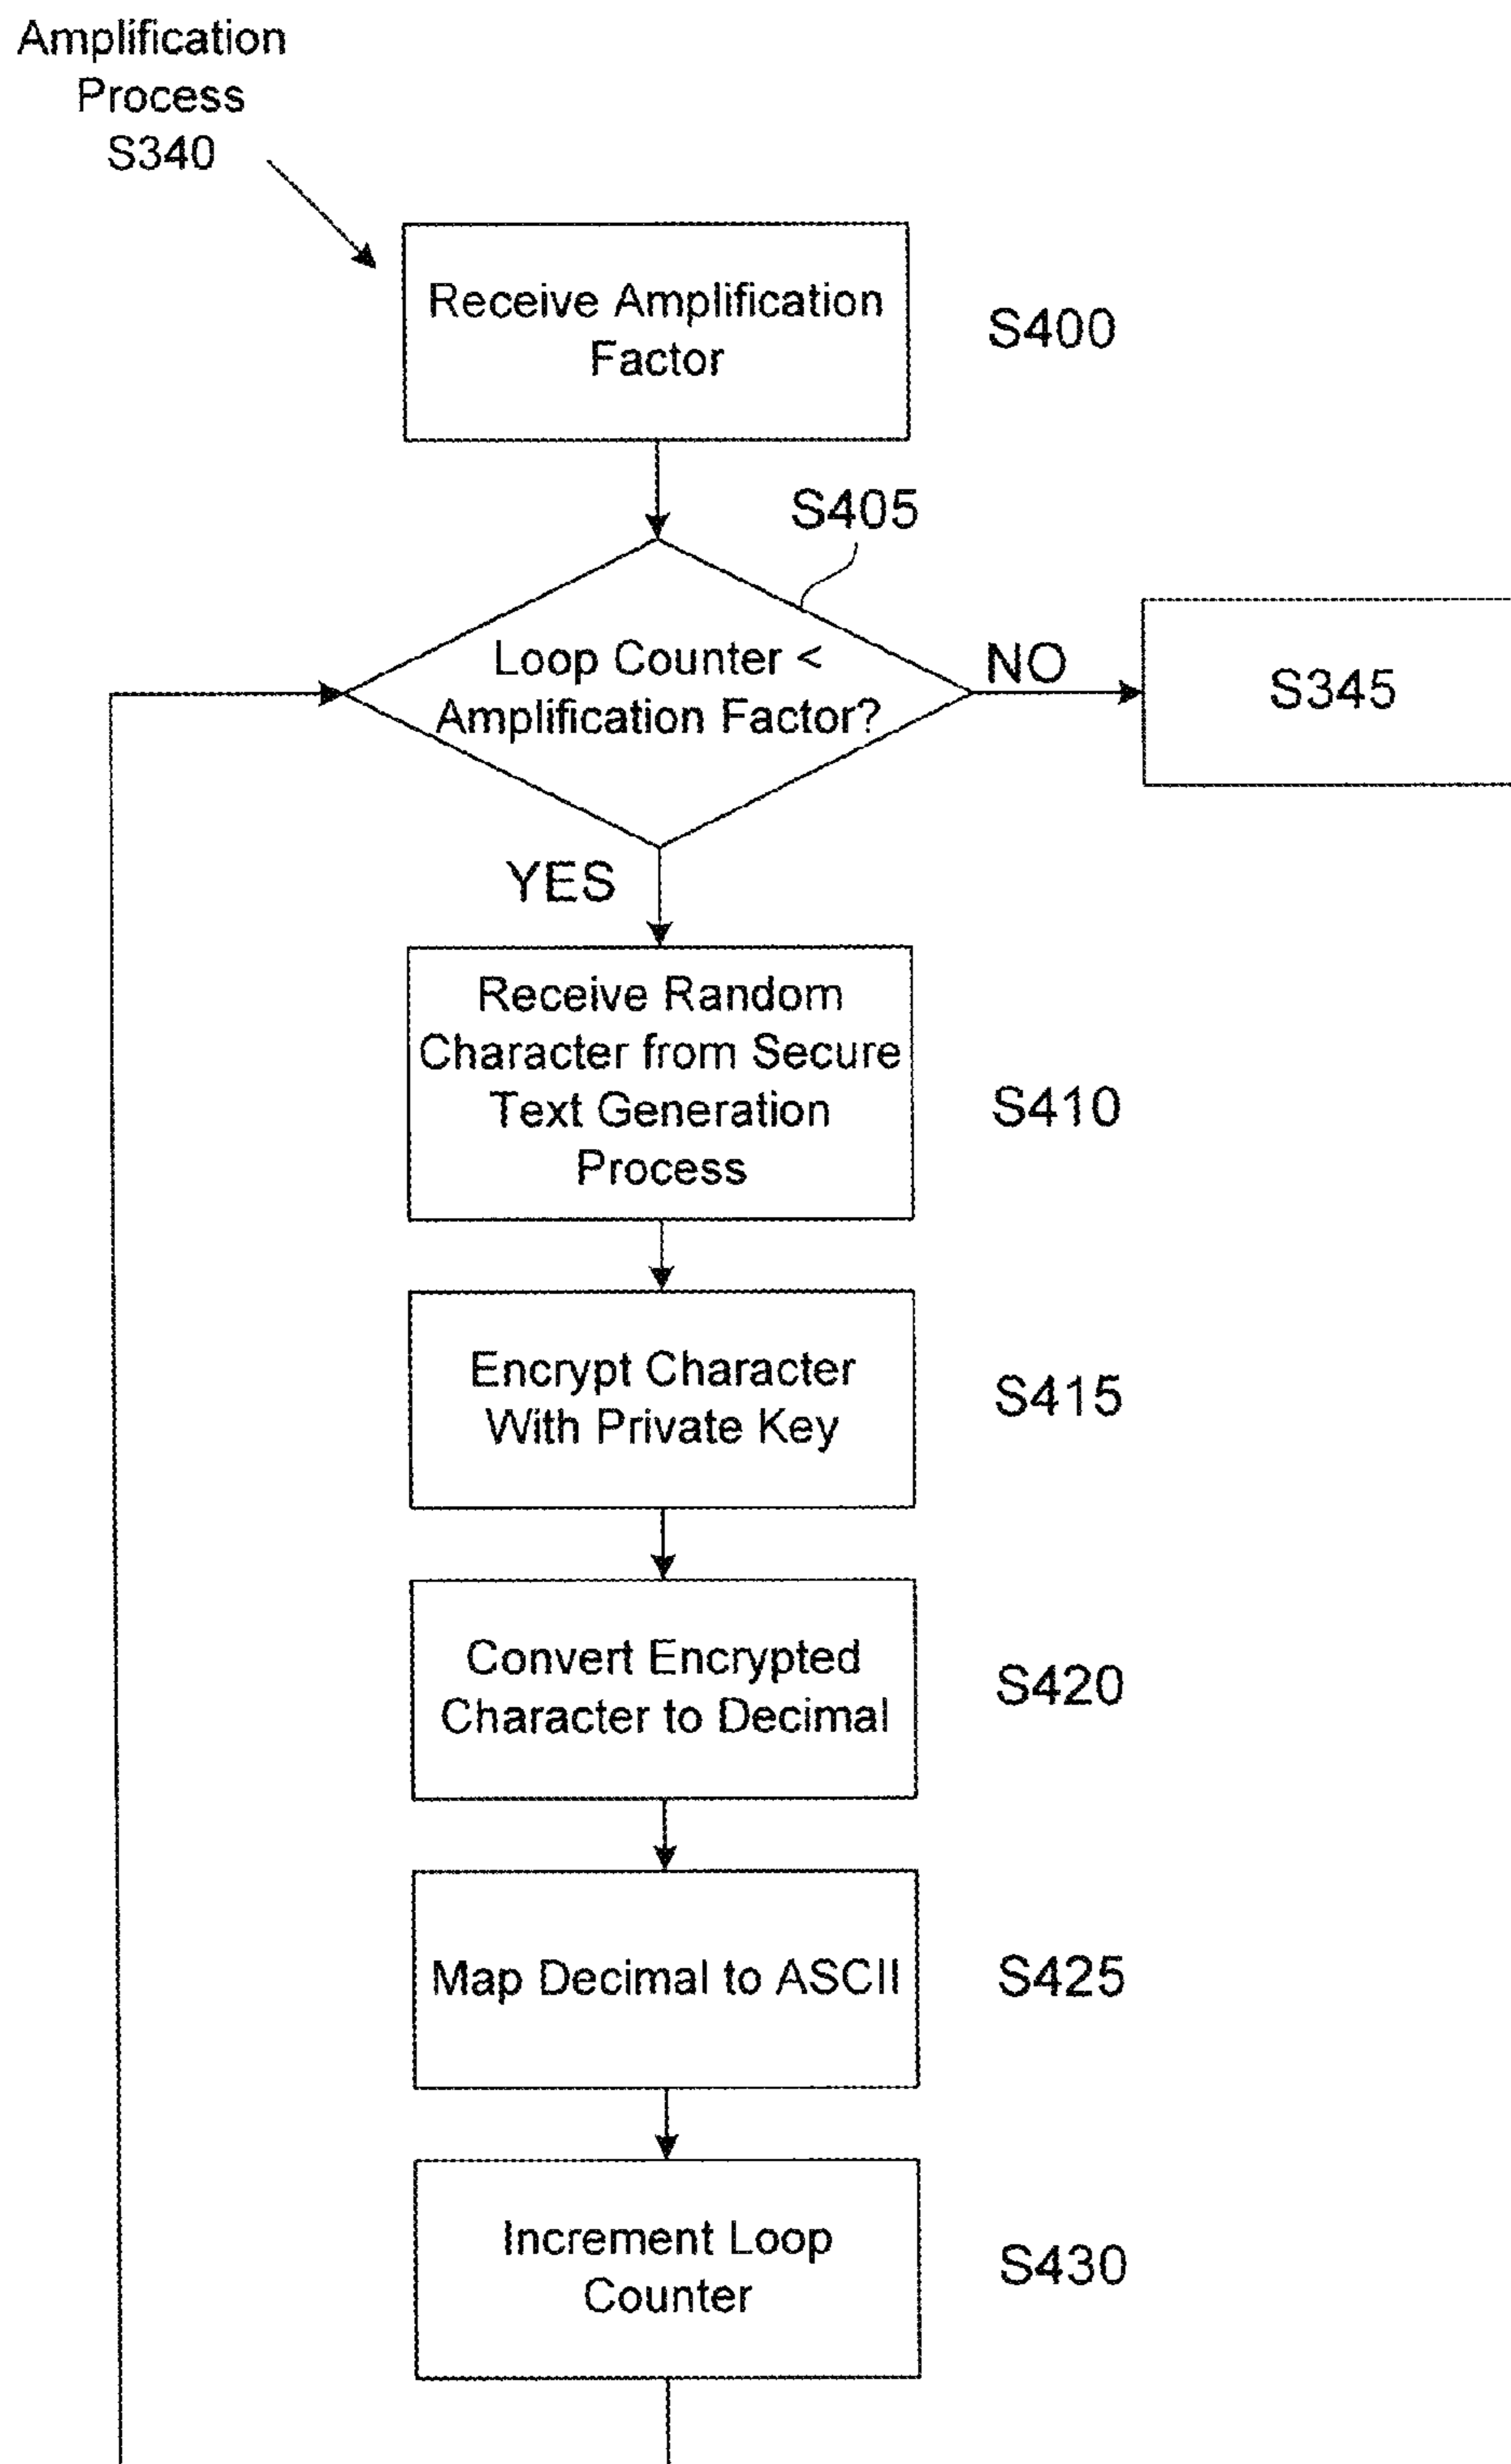 Amplification
Process
S340
Receive Amplification
Factor
S400
S405
Loop Counter <
Amplification Factor?
NO
S345
YES
Receive Random
Character from Secure
Text Generation
Process
S410
Encrypt Character
With Private Key
S415
Convert Encrypted
Character to Decimal
S420
Map Decimal to ASCII
S425
Increment Loop
Counter
S430